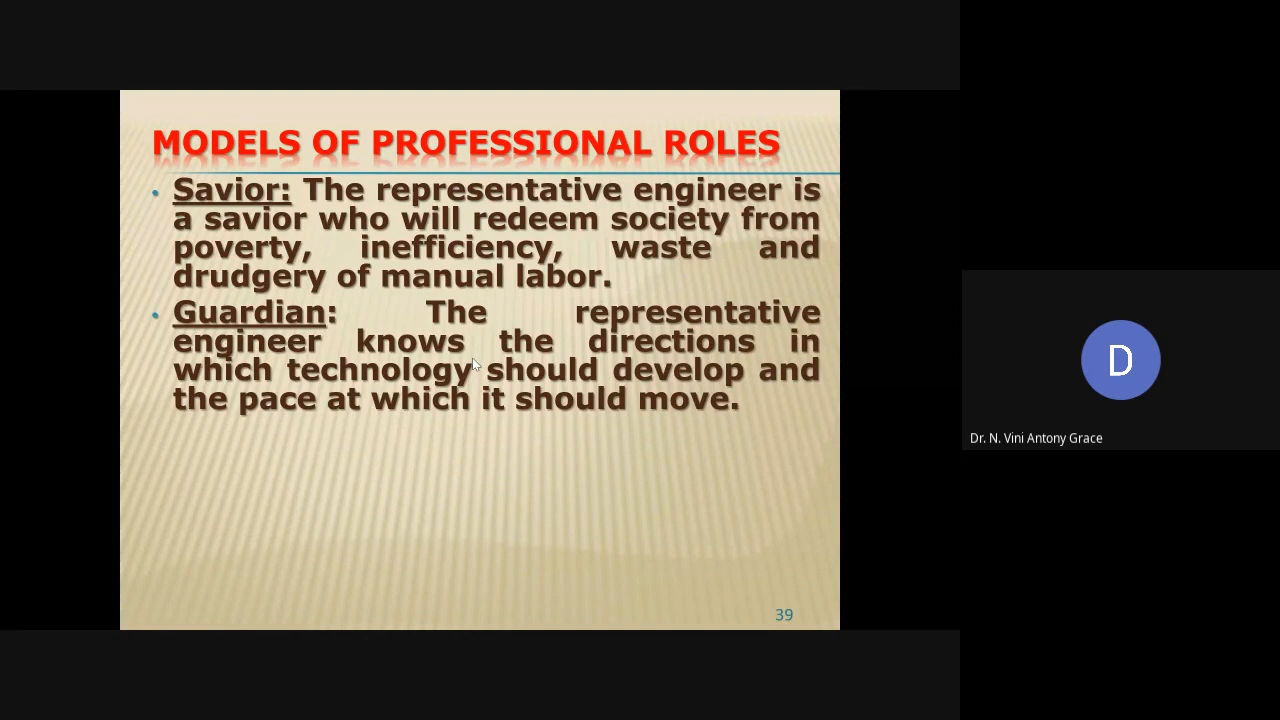 MODELS OF PROFESSIONAL ROLES
• Savior: The representative engineer is
a savior who will redeem society from
poverty, inefficiency, waste and
drudgery of manual labor.
• Guardian: The representative
engineer knows the directions in
which technology should develop and
the pace at which it should move.
39
D
Dr. N. Vini Antony Grace